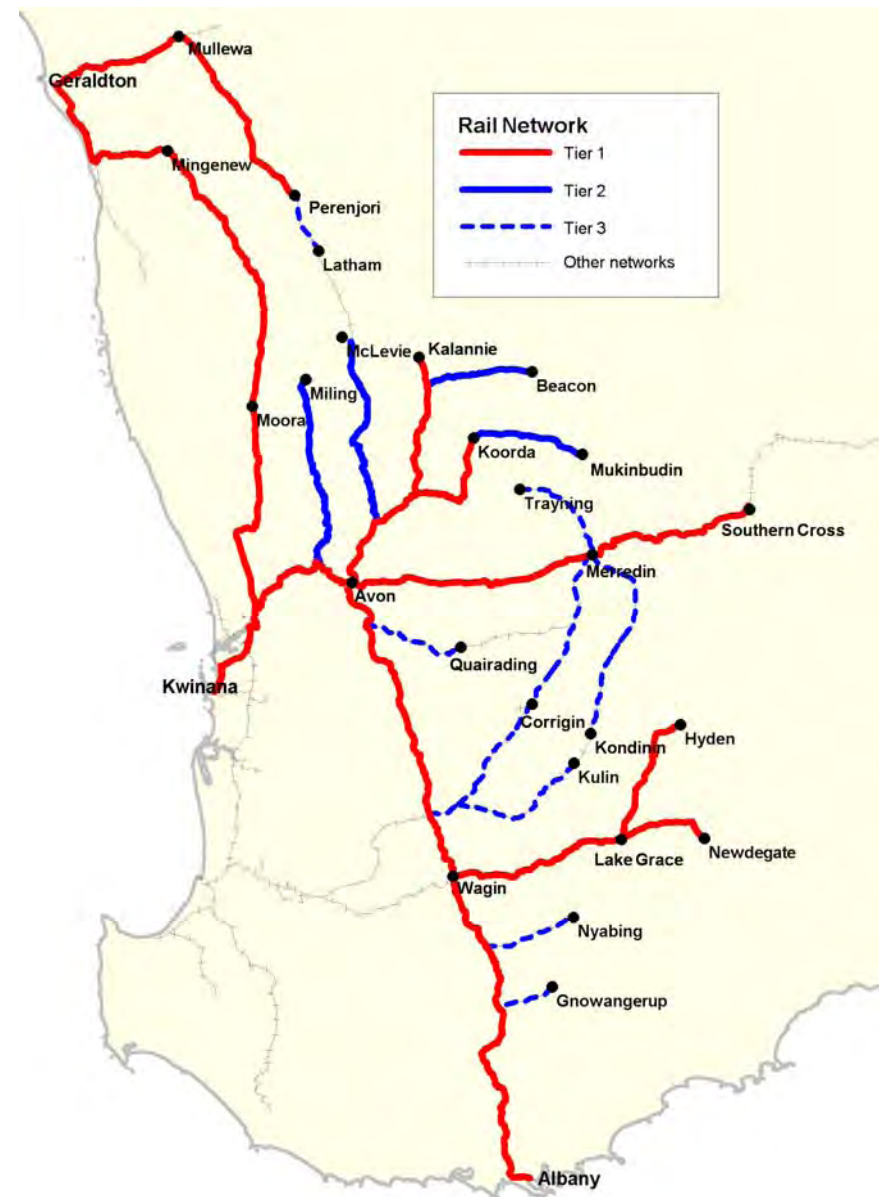 Mullewa
Geraldton
Rail Network
Tier 1
Mingenew
Tier 2
Perenjori
Tier 3
Latham
Other networks
McLevie
Kalannie
Miling
Beacon
Moora
Koorda
Mukinbudin
Trayning
Southern Cross
Merredin
Avon
Quairading
Kwinana
Corrigin
Hyden
Kondinin
Kulin
Lake Grace
Newdegate
Wagin
Nyabing
Gnowangerup
Albany